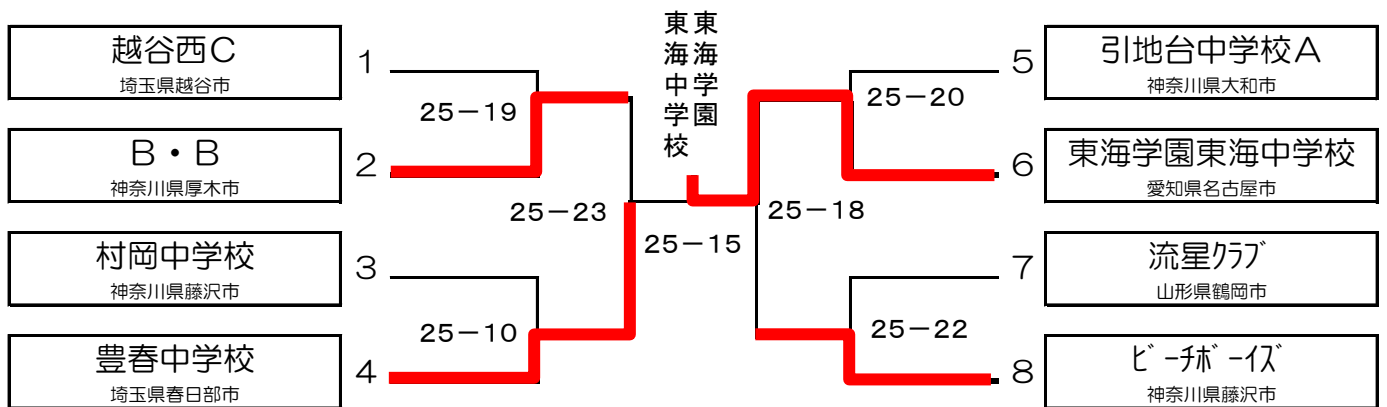 越谷西C
埼玉県越谷市
1
B・B
神奈川県厚木市
2
村岡中学校
神奈川県藤沢市
3
豊春中学校
埼玉県春日部市
4
25-19
25-10
25-23
東海学園
東海中学校
25-15
25-18
25-20
25-22
5
引地台中学校A
神奈川県大和市
6
東海学園東海中学校
愛知県名古屋市
7
流星ｸﾗﾌﾞ
山形県鶴岡市
8
ﾋﾞｰﾁﾎﾞｰｲｽﾞ
神奈川県藤沢市